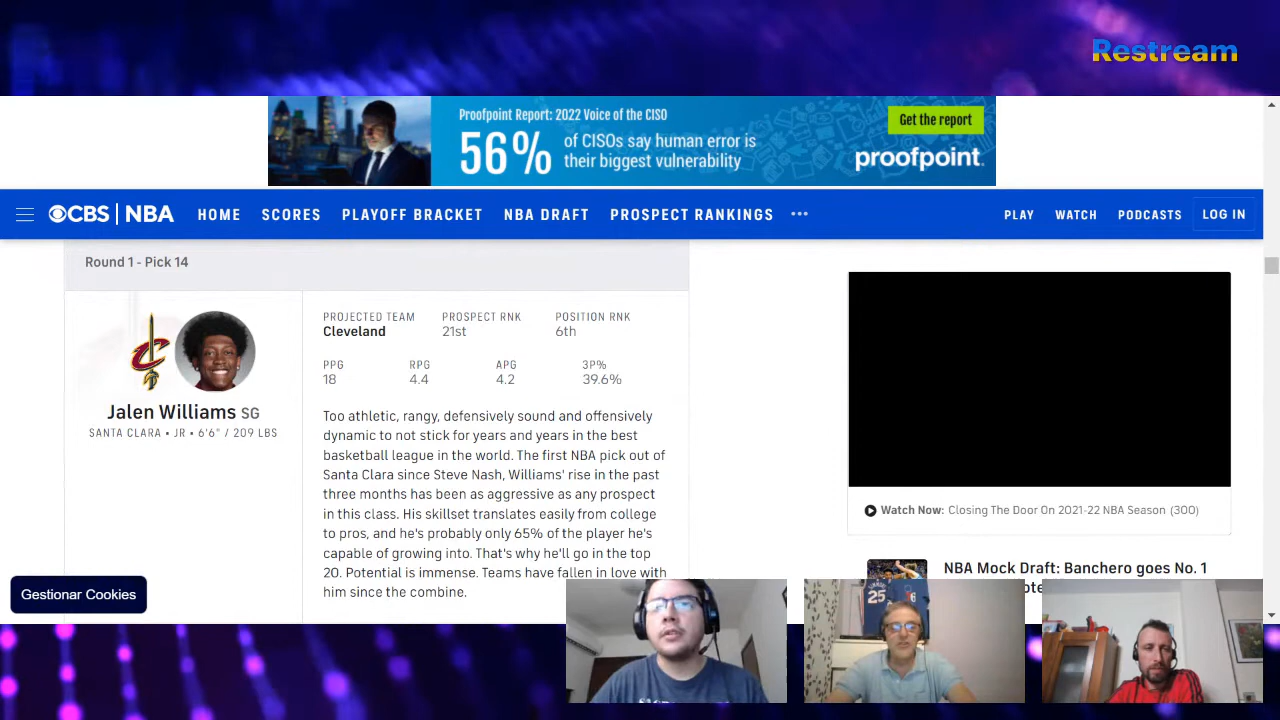 Restream
Proofpoint Report: 2022 Voice of the CISO
56% of CISOs say human error is
their biggest vulnerability
Get the report
proofpoint.
CBS | NBA HOME SCORES PLAYOFF BRACKET NBA DRAFT PROSPECT RANKINGS ••• PLAY WATCH PODCASTS LOG IN
Round 1 - Pick 14
Jalen Williams SG
SANTA CLARA • JR • 6'6" / 209 LBS
PROJECTED TEAM PROSPECT RNK POSITION RNK
Cleveland 21st 6th
PPG RPG APG 3P%
18 4.4 4.2 39.6%
Too athletic, rangy, defensively sound and offensively
dynamic to not stick for years and years in the best
basketball league in the world. The first NBA pick out of
Santa Clara since Steve Nash, Williams' rise in the past
three months has been as aggressive as any prospect
in this class. His skillset translates easily from college
to pros, and he's probably only 65% of the player he's
capable of growing into. That's why he'll go in the top
20. Potential is immense. Teams have fallen in love with
him since the combine.
Watch Now: Closing The Door On 2021-22 NBA Season (300)
NBA Mock Draft: Banchero goes No. 1
Gestionar Cookies
25